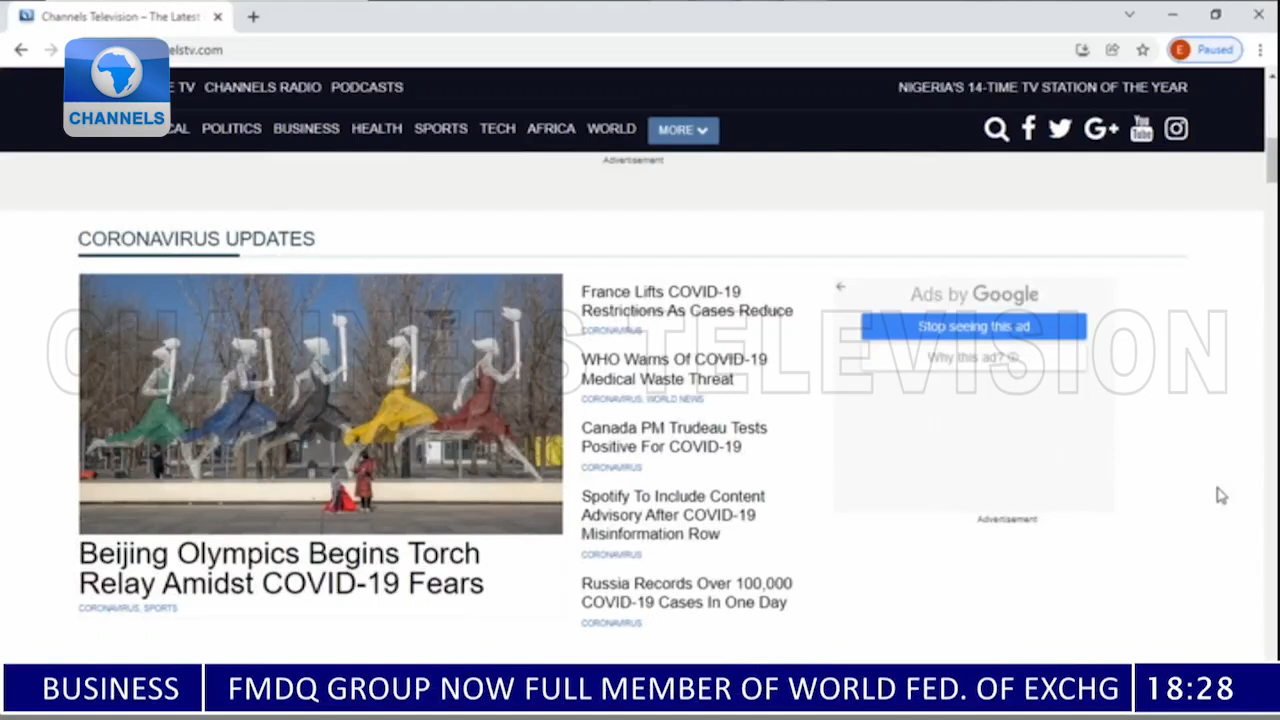 Channels Television – The Latest
elstv.com
E
Paused
CHANNELS
E TV CHANNELS RADIO PODCASTS
NIGERIA'S 14-TIME TV STATION OF THE YEAR
CAL POLITICS BUSINESS HEALTH SPORTS TECH AFRICA WORLD MORE
You
Tube
Advertisement
CORONAVIRUS UPDATES
Beijing Olympics Begins Torch
Relay Amidst COVID-19 Fears
CORONAVIRUS, SPORTS
France Lifts COVID-19
Restrictions As Cases Reduce
CORONAVIRUS
WHO Warns Of COVID-19
Medical Waste Threat
CORONAVIRUS, WORLD NEWS
Canada PM Trudeau Tests
Positive For COVID-19
CORONAVIRUS
Spotify To Include Content
Advisory After COVID-19
Misinformation Row
CORONAVIRUS
Russia Records Over 100,000
COVID-19 Cases In One Day
CORONAVIRUS
Ads by Google
Stop seeing this ad
Why this ad?
Advertisement
CHANNELS TELEVISION
BUSINESS
FMDQ GROUP NOW FULL MEMBER OF WORLD FED. OF EXCHG
18:28